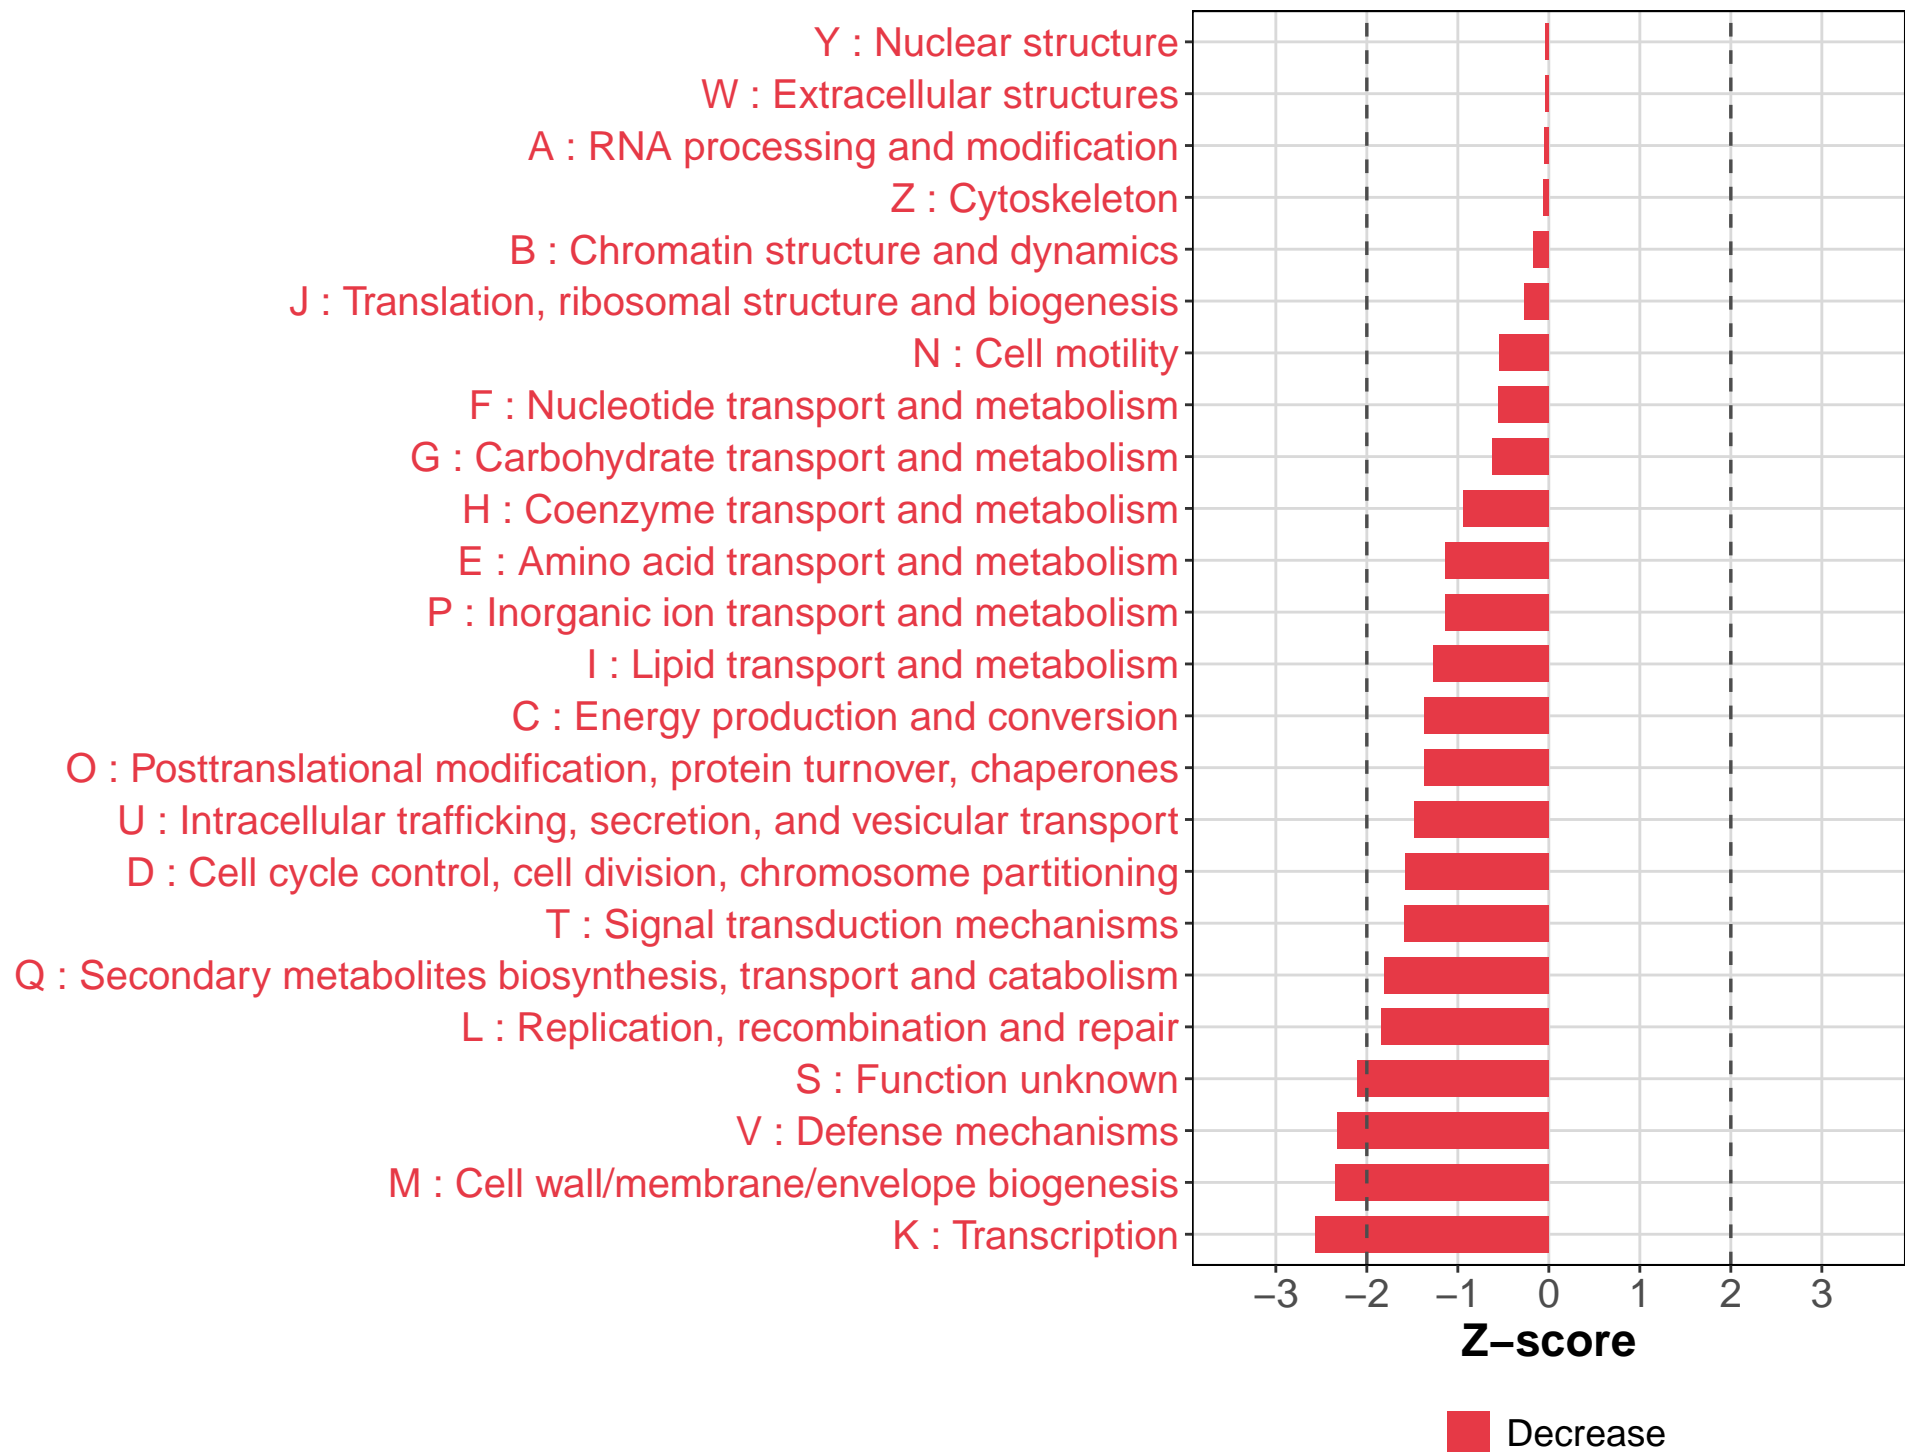 Y : Nuclear structure
W : Extracellular structures
A : RNA processing and modification
Z : Cytoskeleton
B : Chromatin structure and dynamics
J : Translation, ribosomal structure and biogenesis
N : Cell motility
F : Nucleotide transport and metabolism
G : Carbohydrate transport and metabolism
H : Coenzyme transport and metabolism
E : Amino acid transport and metabolism
P : Inorganic ion transport and metabolism
I : Lipid transport and metabolism
C : Energy production and conversion
O : Posttranslational modification, protein turnover, chaperones
U : Intracellular trafficking, secretion, and vesicular transport
D : Cell cycle control, cell division, chromosome partitioning
T : Signal transduction mechanisms
Q : Secondary metabolites biosynthesis, transport and catabolism
L : Replication, recombination and repair
S : Function unknown
V : Defense mechanisms
M : Cell wall/membrane/envelope biogenesis
K : Transcription
−3 −2 −1 0 1 2 3
Z−score
Decrease